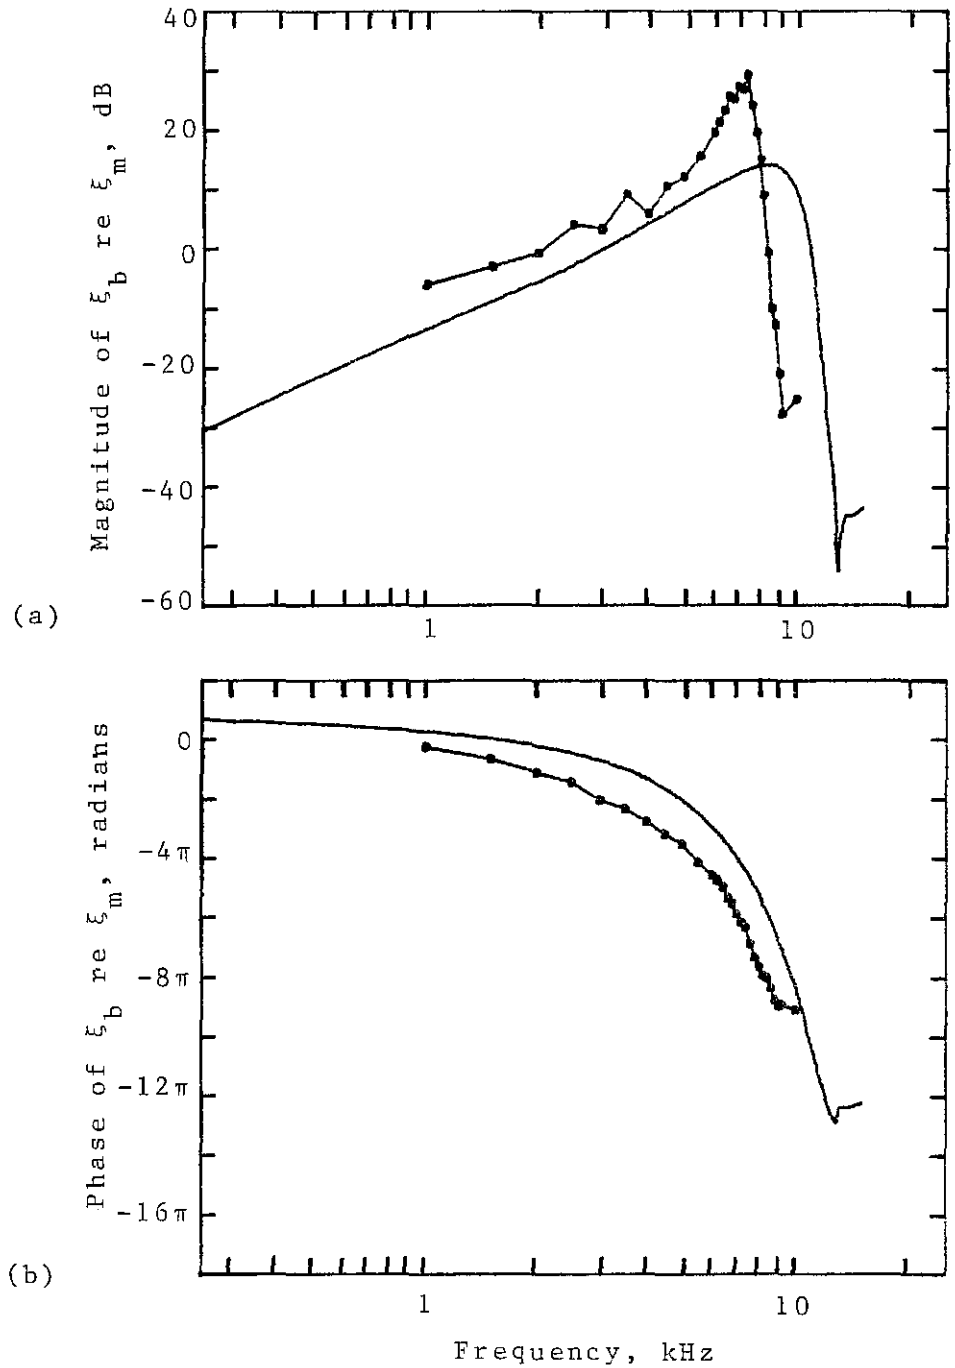 40
20
0
-20
-40
-60
Magnitude of ξb re ξm, dB
(a)
1
10
0
-4π
-8π
-12π
-16π
Phase of ξb re ξm, radians
(b)
1
10
Frequency, kHz